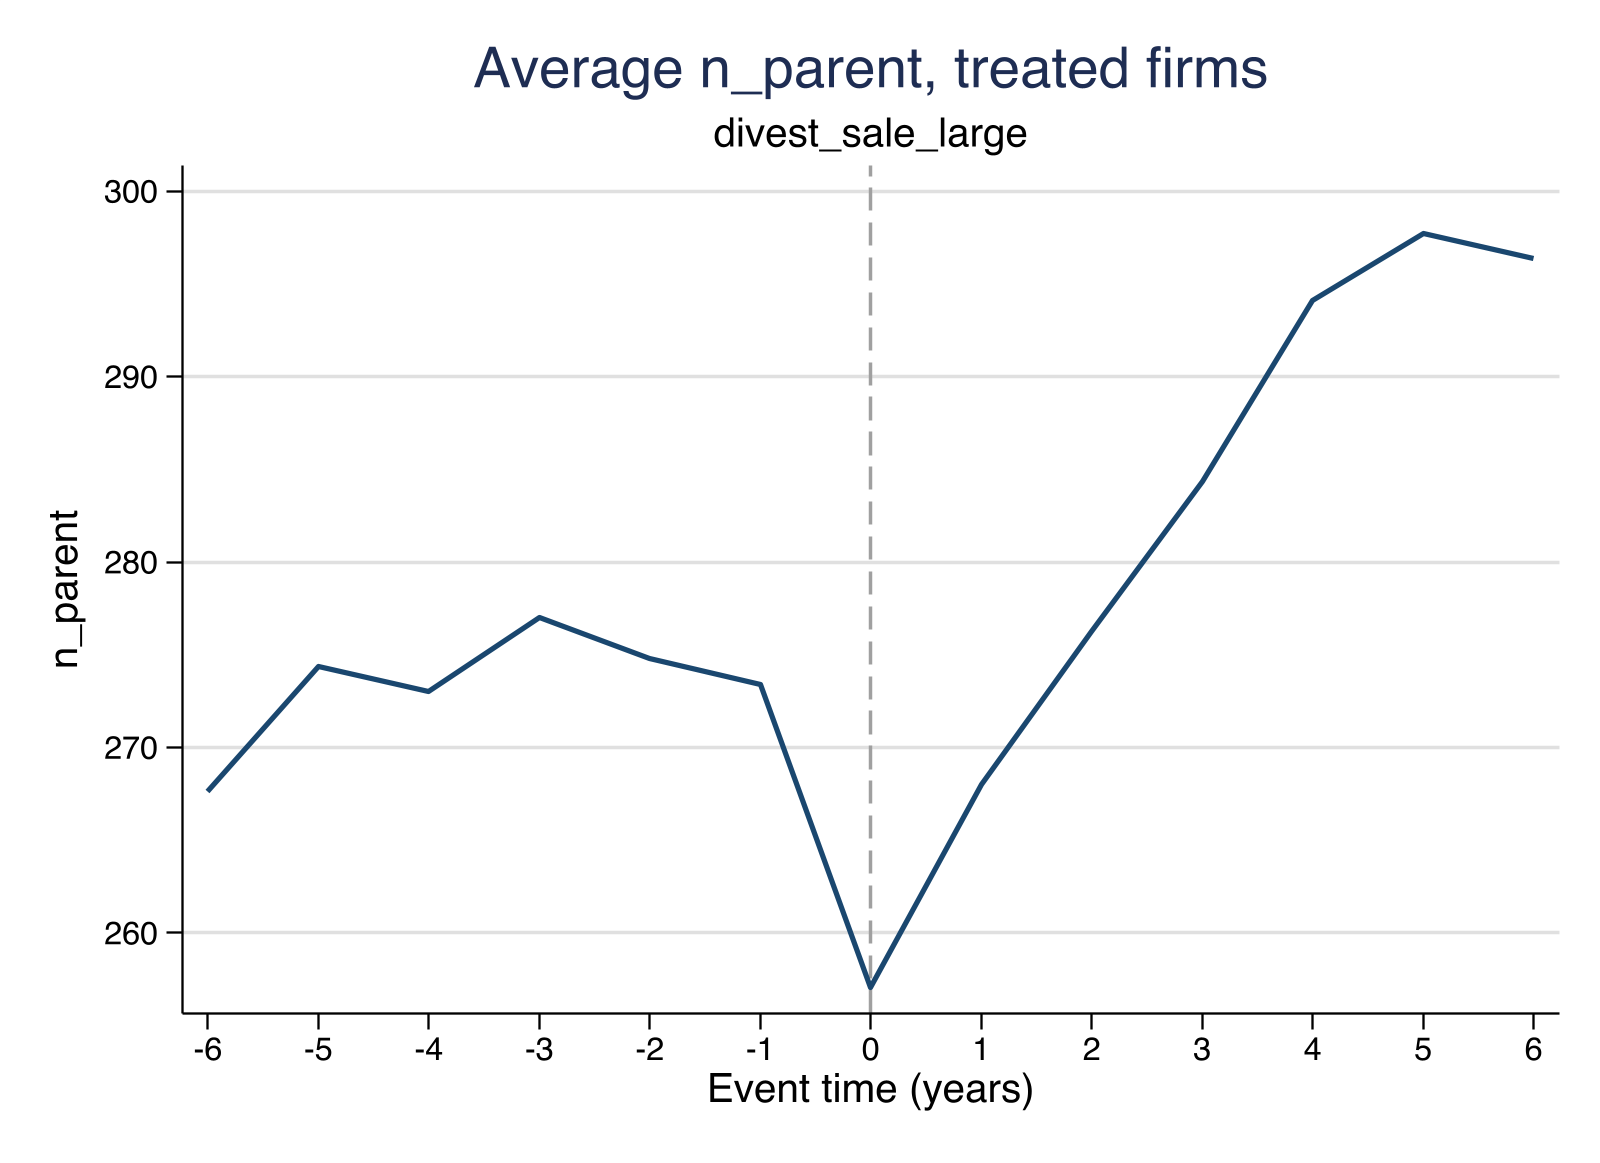 Average n_parent, treated firms
divest_sale_large
n_parent
300
290
280
270
260
-6 -5 -4 -3 -2 -1 0 1 2 3 4 5 6
Event time (years)